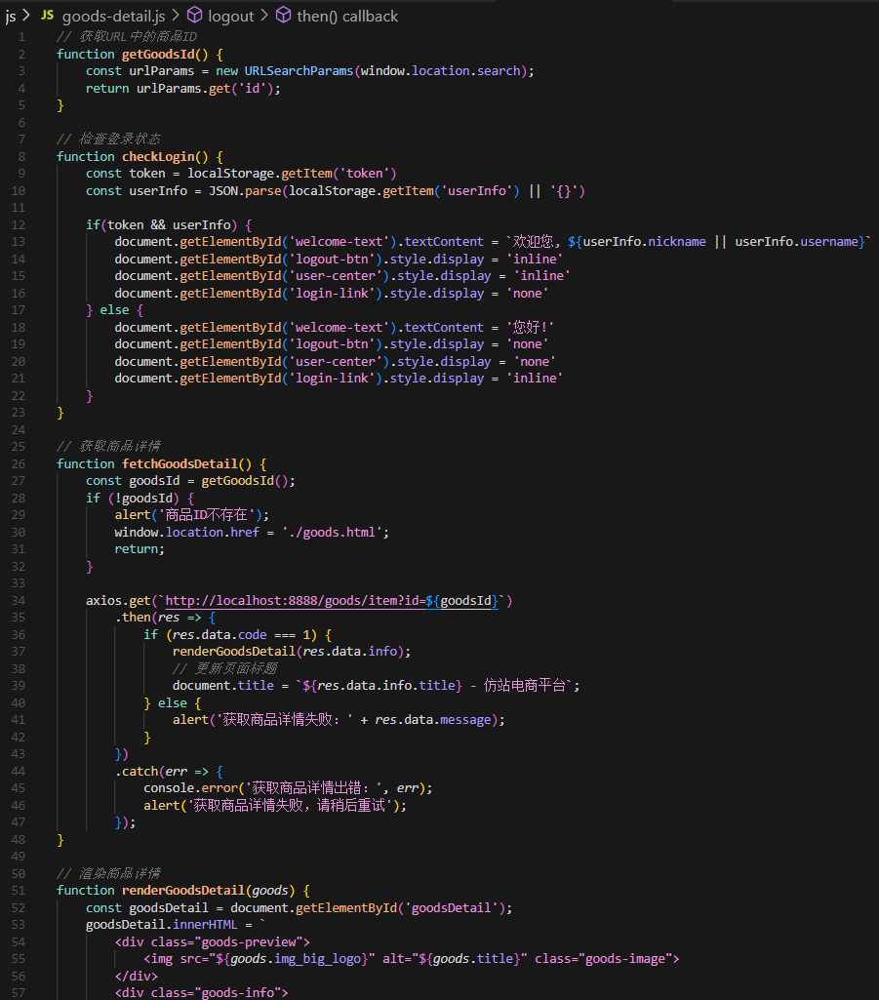 js > JS goods-detail.js > logout > then() callback
1 // 获取URL中的商品ID
2 function getGoodsId() {
3     const urlParams = new URLSearchParams(window.location.search);
4     return urlParams.get('id');
5 }
6
7 // 检查登录状态
8 function checkLogin() {
9     const token = localStorage.getItem('token')
10     const userInfo = JSON.parse(localStorage.getItem('userInfo') || '{}')
11
12     if(token && userInfo) {
13         document.getElementById('welcome-text').textContent = `欢迎您, ${userInfo.nickname || userInfo.username}`
14         document.getElementById('logout-btn').style.display = 'inline'
15         document.getElementById('user-center').style.display = 'inline'
16         document.getElementById('login-link').style.display = 'none'
17     } else {
18         document.getElementById('welcome-text').textContent = '您好!'
19         document.getElementById('logout-btn').style.display = 'none'
20         document.getElementById('user-center').style.display = 'none'
21         document.getElementById('login-link').style.display = 'inline'
22     }
23 }
24
25 // 获取商品详情
26 function fetchGoodsDetail() {
27     const goodsId = getGoodsId();
28     if (!goodsId) {
29         alert('商品ID不存在');
30         window.location.href = './goods.html';
31         return;
32     }
33
34     axios.get(`http://localhost:8888/goods/item?id=${goodsId}`)
35         .then(res => {
36             if (res.data.code === 1) {
37                 renderGoodsDetail(res.data.info);
38                 // 更新页面标题
39                 document.title = `${res.data.info.title} - 仿站电商平台`;
40             } else {
41                 alert('获取商品详情失败：' + res.data.message);
42             }
43         })
44         .catch(err => {
45             console.error('获取商品详情出错：', err);
46             alert('获取商品详情失败，请稍后重试');
47         });
48 }
49
50 // 渲染商品详情
51 function renderGoodsDetail(goods) {
52     const goodsDetail = document.getElementById('goodsDetail');
53     goodsDetail.innerHTML = `
54         <div class="goods-preview">
55             <img src="${goods.img_big_logo}" alt="${goods.title}" class="goods-image">
56         </div>
57         <div class="goods-info">